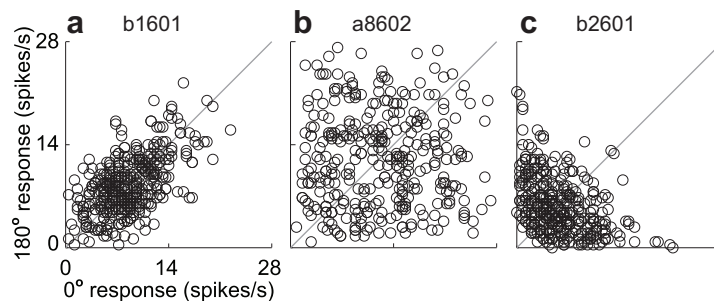 a b1601
b a8602
c b2601
28
14
0
180° response (spikes/s)
0 14 28
0° response (spikes/s)